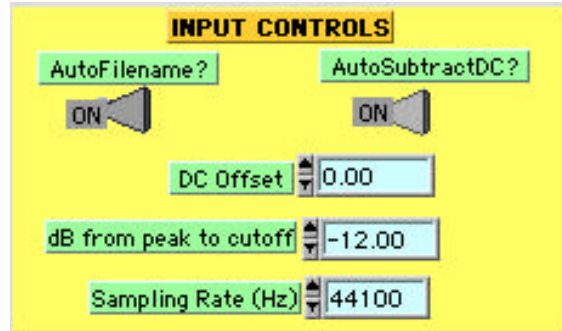 INPUT CONTROLS
AutoFilename?
AutoSubtractDC?
ON
ON
DC Offset 0.00
dB from peak to cutoff -12.00
Sampling Rate (Hz) 44100